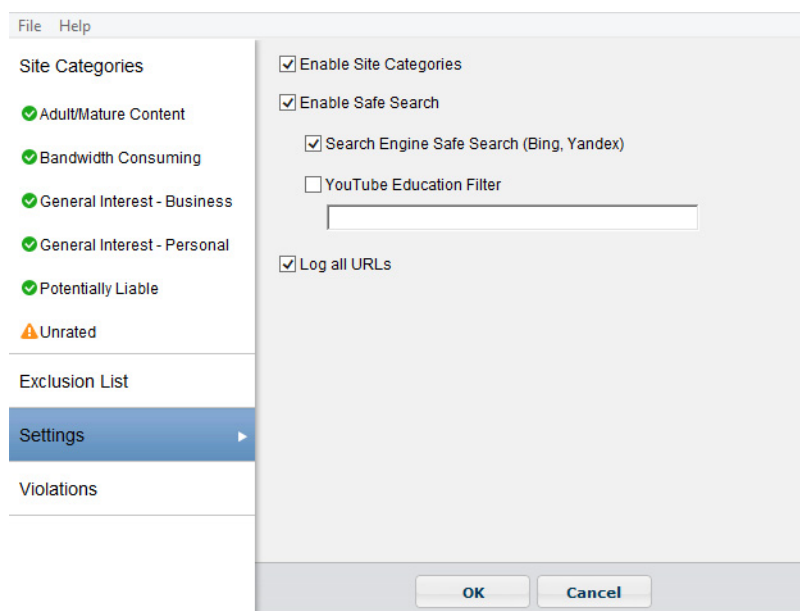 File Help
Site Categories
Adult/Mature Content
Bandwidth Consuming
General Interest - Business
General Interest - Personal
Potentially Liable
Unrated
Exclusion List
Settings
Violations
Enable Site Categories
Enable Safe Search
Search Engine Safe Search (Bing, Yandex)
YouTube Education Filter
Log all URLs
OK Cancel